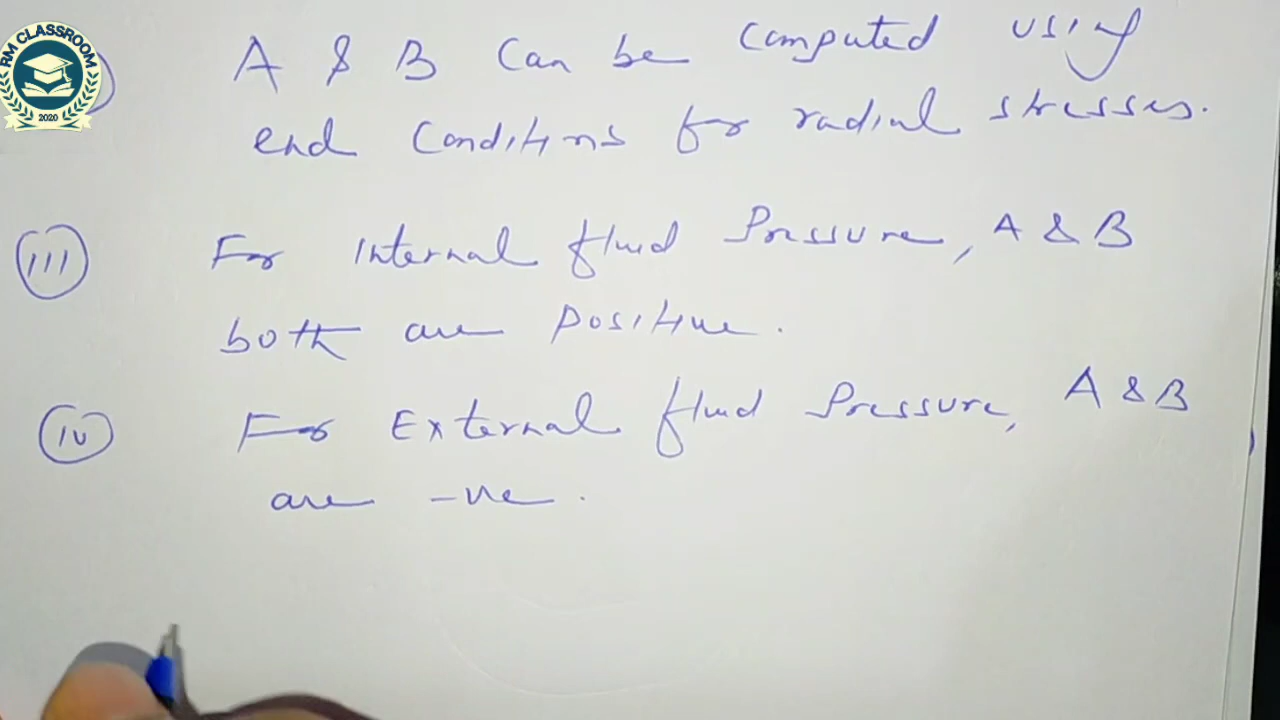 RM CLASSROOM
2020
A & B Can be computed using
end Conditions for radial stresses.
(iii) For Internal fluid Pressure, A & B
both are positive.
(iv) For External fluid Pressure, A & B
are -ve.